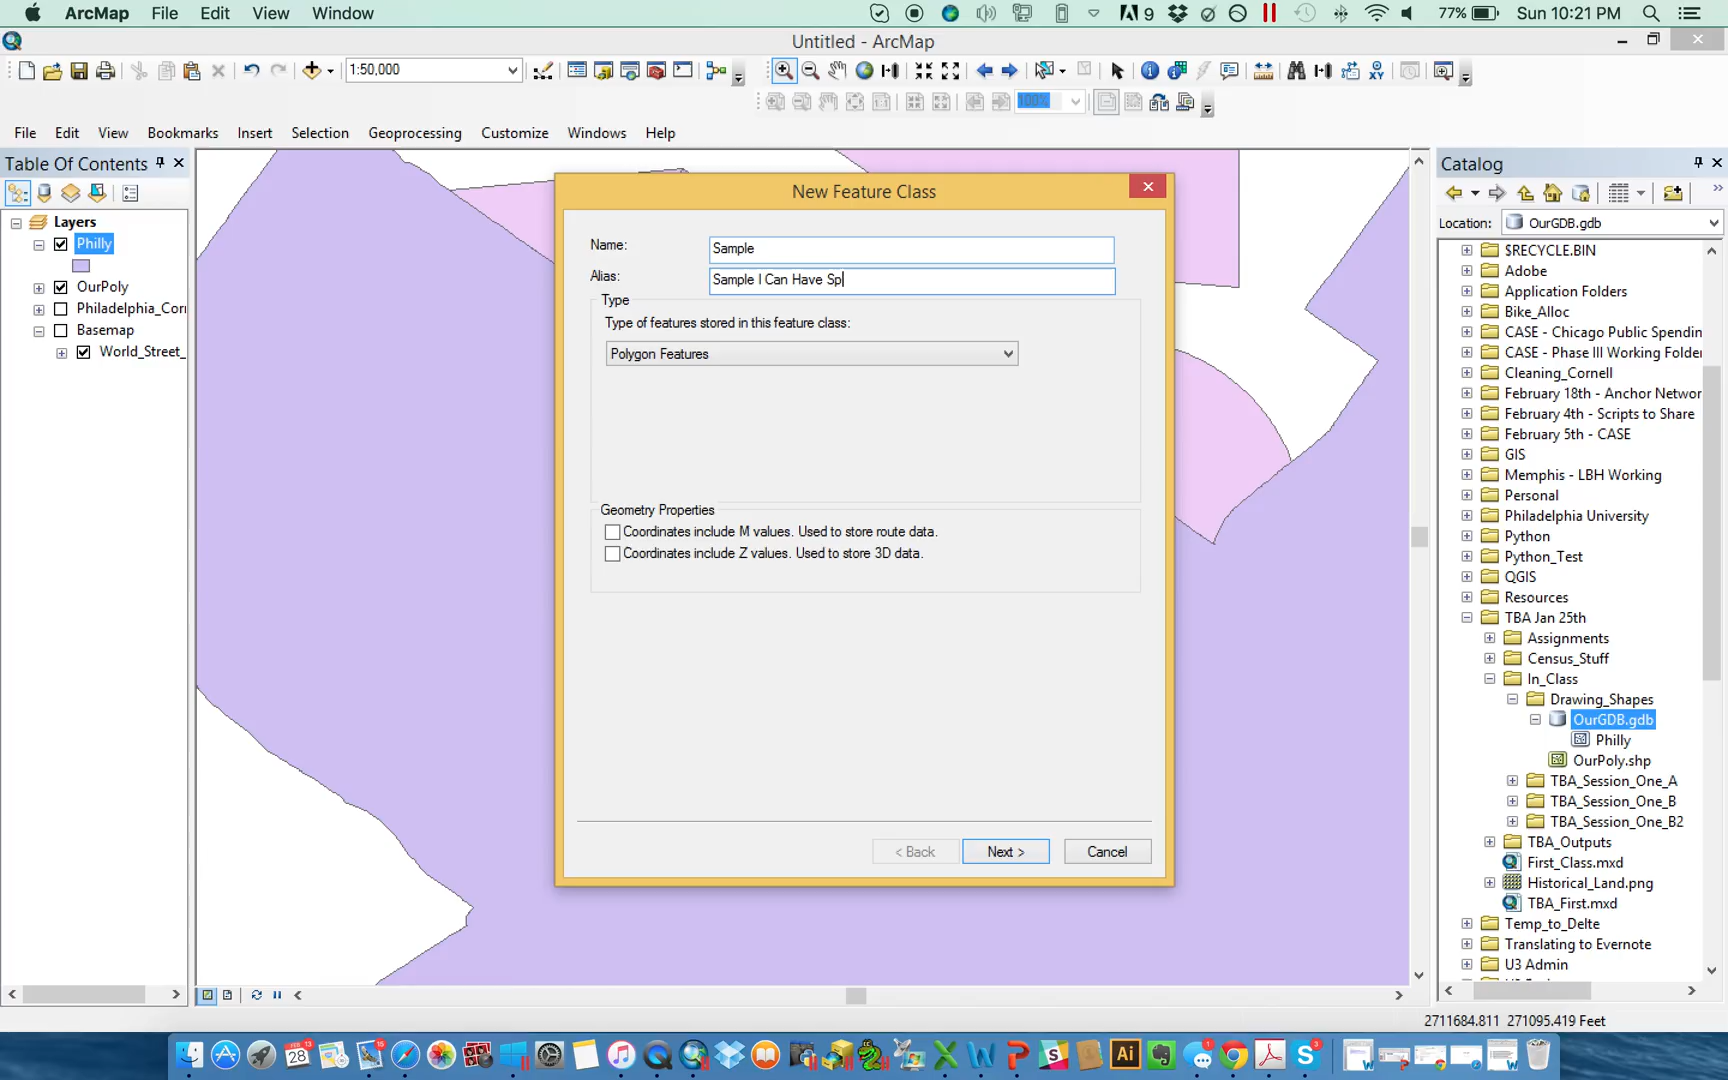 ArcMap File Edit View Window 9 77% Sun 10:21 PM
Untitled - ArcMap
1:50,000
100%
File Edit View Bookmarks Insert Selection Geoprocessing Customize Windows Help
Table Of Contents
Layers
Philly
OurPoly
Philadelphia_Cor
Basemap
World_Street_
New Feature Class
Name: Sample
Alias: Sample I Can Have Sp
Type
Type of features stored in this feature class:
Polygon Features
Geometry Properties
Coordinates include M values. Used to store route data.
Coordinates include Z values. Used to store 3D data.
< Back Next > Cancel
Catalog
Location: OurGDB.gdb
$RECYCLE.BIN
Adobe
Application Folders
Bike_Alloc
CASE - Chicago Public Spendin
CASE - Phase III Working Folder
Cleaning_Cornell
February 18th - Anchor Networ
February 4th - Scripts to Share
February 5th - CASE
GIS
Memphis - LBH Working
Personal
Philadelphia University
Python
Python_Test
QGIS
Resources
TBA Jan 25th
Assignments
Census_Stuff
In_Class
Drawing_Shapes
OurGDB.gdb
Philly
OurPoly.shp
TBA_Session_One_A
TBA_Session_One_B
TBA_Session_One_B2
TBA_Outputs
First_Class.mxd
Historical_Land.png
TBA_First.mxd
Temp_to_Delte
Translating to Evernote
U3 Admin
2711684.811 271095.419 Feet